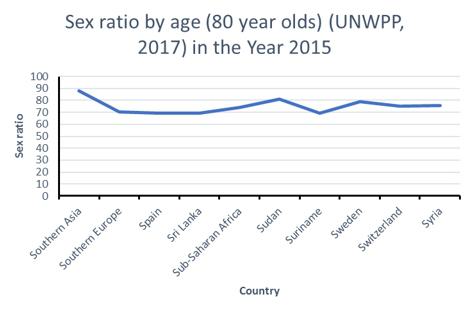 Sex ratio by age (80 year olds) (UNWPP,
2017) in the Year 2015
100
90
80
70
60
50
40
30
20
10
0
Sex ratio
Southern Asia
Southern Europe
Spain
Sri Lanka
Sub-Saharan Africa
Sudan
Suriname
Sweden
Switzerland
Syria
Country